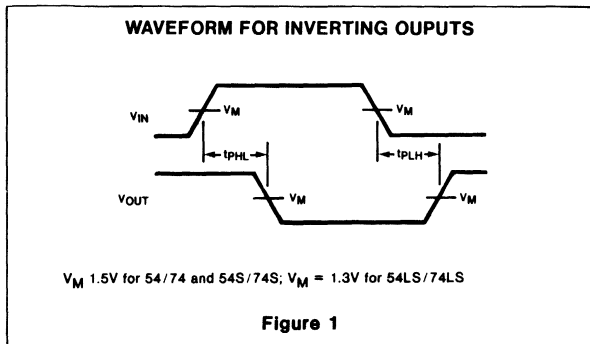 WAVEFORM FOR INVERTING OUPUTS
VIN
VM
VM
tPHL
tPLH
VOUT
VM
VM
VM 1.5V for 54/74 and 54S/74S; VM = 1.3V for 54LS/74LS
Figure 1